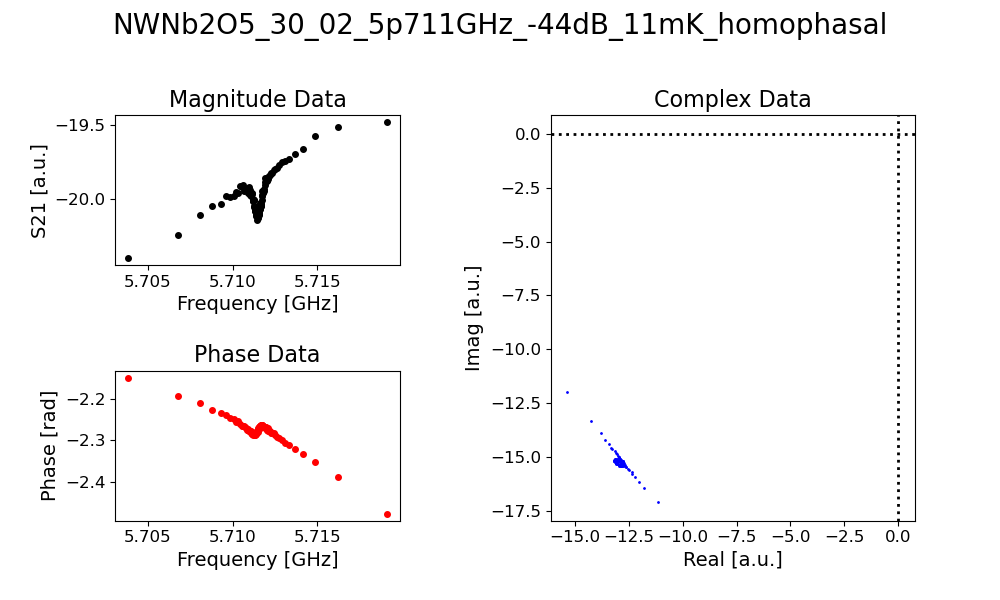 NWNb2O5_30_02_5p711GHz_-44dB_11mK_homophasal
Magnitude Data
−19.5
−20.0
S21 [a.u.]
5.705 5.710 5.715
Frequency [GHz]
Phase Data
−2.2
−2.3
−2.4
Phase [rad]
5.705 5.710 5.715
Frequency [GHz]
Complex Data
0.0
−2.5
−5.0
−7.5
−10.0
−12.5
−15.0
−17.5
Imag [a.u.]
−15.0 −12.5 −10.0 −7.5 −5.0 −2.5 0.0
Real [a.u.]